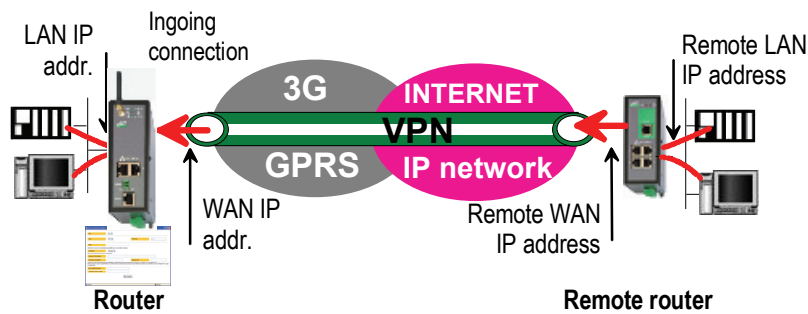 LAN IP
addr.
Ingoing
connection
3G
INTERNET
VPN
GPRS
IP network
WAN IP
addr.
Remote LAN
IP address
Remote WAN
IP address
Router
Remote router